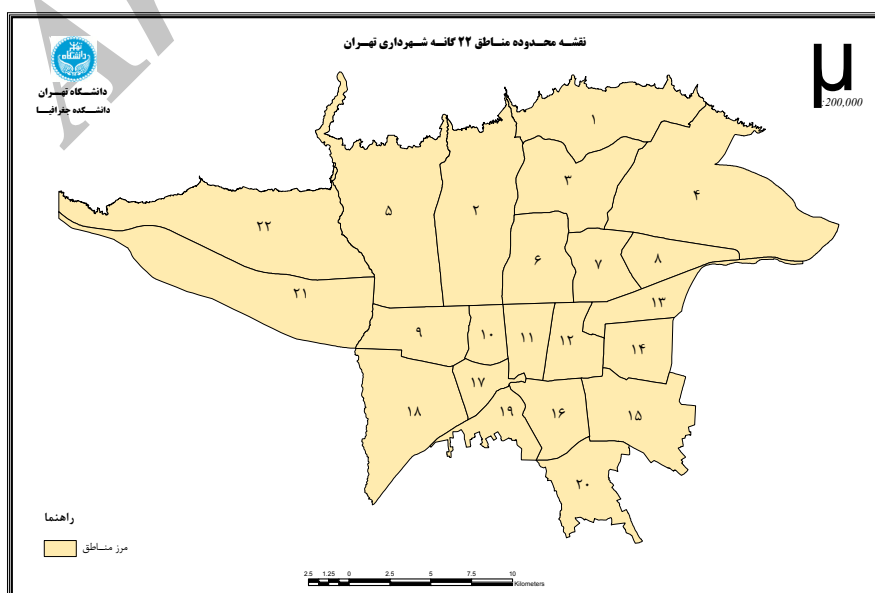 نقشه محدوده مناطق ۲۲ گانه شهرداری تهران
دانشگاه تهران
دانشکده جغرافیا
µ
:200,000
۱
۳
۴
۲
۵
۲۲
۶
۷
۸
۲۱
۱۳
۹
۱۰
۱۱
۱۲
۱۴
۱۷
۱۸
۱۹
۱۶
۱۵
۲۰
راهنما
مرز مناطق
2.5 1.25 0 2.5 5 7.5 10
Kilometers